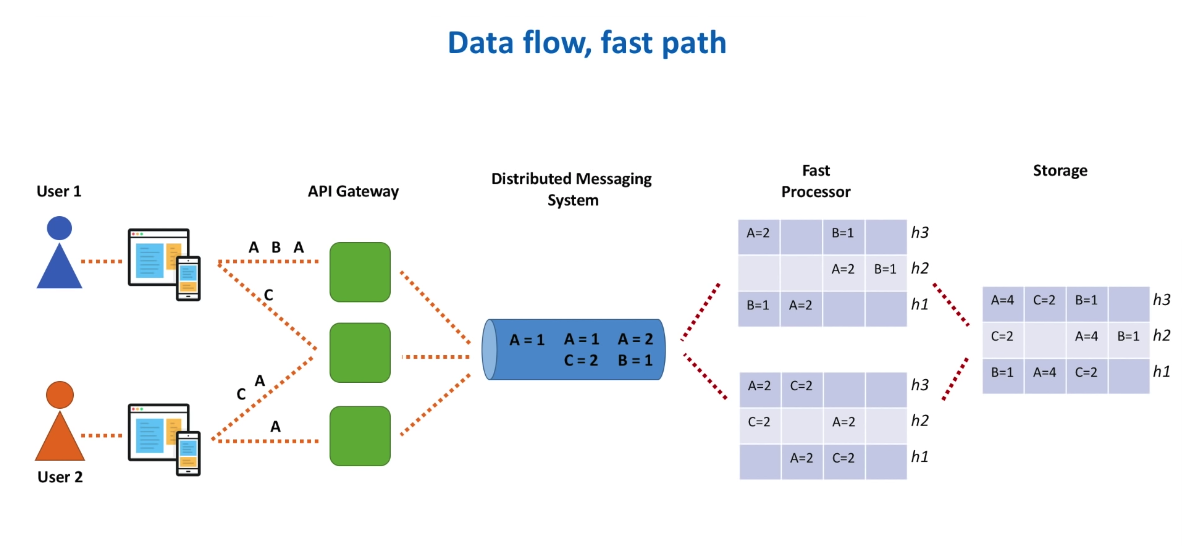 Data flow, fast path
User 1
API Gateway
Distributed Messaging
System
Fast
Processor
Storage
A B A
C
A
C
A
User 2
A = 1 A = 1 A = 2
C = 2 B = 1
A=2 B=1 h3
A=2 B=1 h2
B=1 A=2 h1
A=2 C=2 h3
C=2 A=2 h2
A=2 C=2 h1
A=4 C=2 B=1 h3
C=2 A=4 B=1 h2
B=1 A=4 C=2 h1